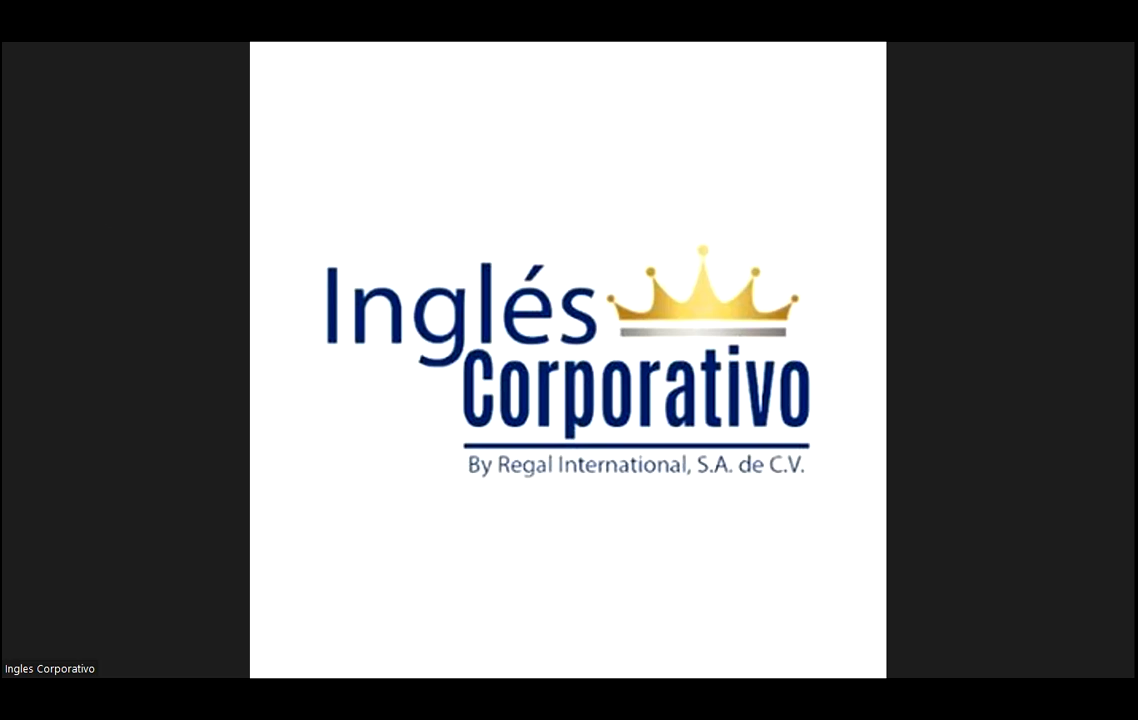 Inglés
Corporativo
By Regal International, S.A. de C.V.
Ingles Corporativo